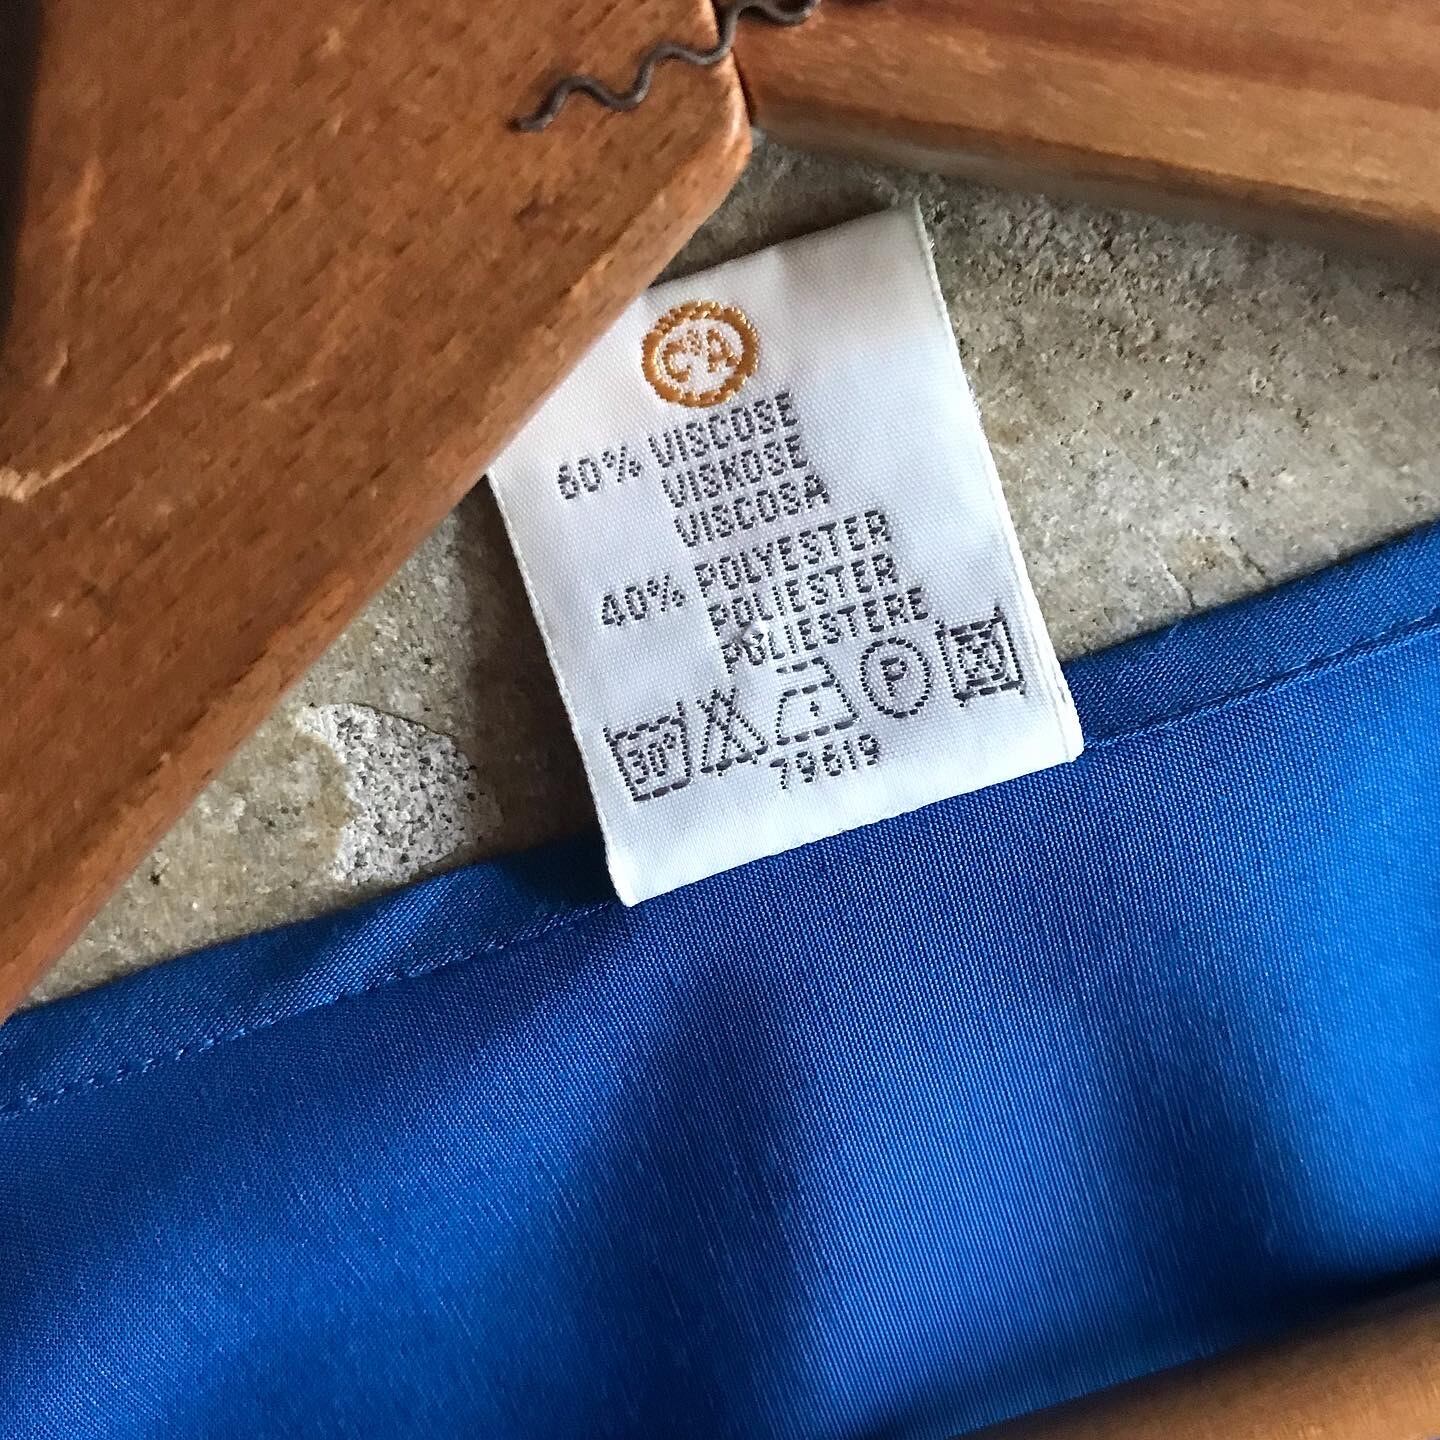 C&A
60% VISCOSE
VISKOSE
VISCOSA
40% POLYESTER
POLIESTER
POLIESTERE
30° P
79619